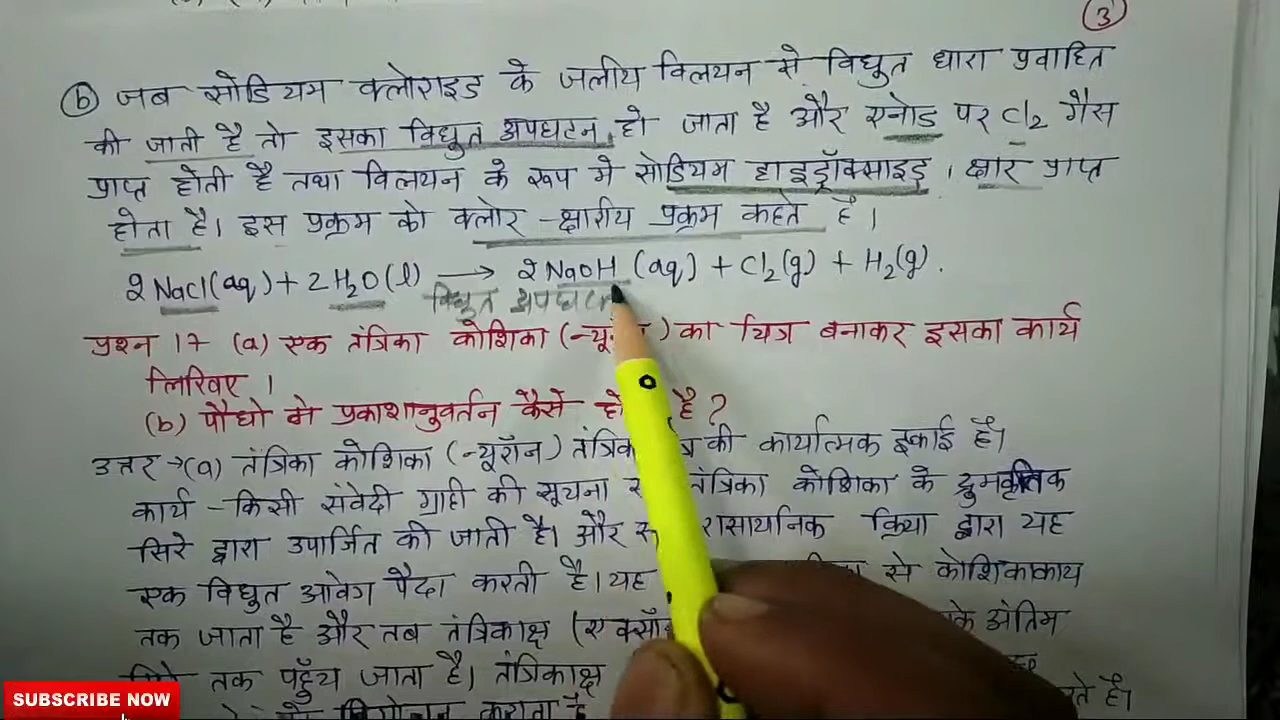 3
(b) जब सोडियम क्लोराइड के जलीय विलयन से विद्युत धारा प्रवाहित
की जाती है तो इसका विद्युत अपघटन हो जाता है और एनोड पर Cl₂ गैस
प्राप्त होती है तथा विलयन के रूप मे सोडियम हाइड्रॉक्साइड । क्षार प्राप्त
होता है। इस प्रक्रम को क्लोर-क्षारीय प्रक्रम कहते है ।
2NaCl(aq) + 2H₂O(l) ⟶ 2NaOH (aq) + Cl₂(g) + H₂(g).
विद्युत अपघटन
प्रश्न 17 (a) एक तंत्रिका कोशिका (न्यूरॉन) का चित्र बनाकर इसका कार्य
लिखिए ।
(b) पौधो मे प्रकाशानुवर्तन कैसे है ?
उत्तर → (a) तंत्रिका कोशिका (न्यूरॉन) की कार्यात्मक इकाई है।
कार्य - किसी संवेदी ग्राही की सूचना तंत्रिका कोशिका के द्रुमकृतिक
सिरे द्वारा उपार्जित की जाती है। और रासायनिक क्रिया द्वारा यह
एक विद्युत आवेग पैदा करती है। यह से कोशिकाकाय
तक जाता है और तब तंत्रिकाक्ष अंतिम
सिरे तक पहुँच जाता है। तंत्रिकाक्ष
SUBSCRIBE NOW